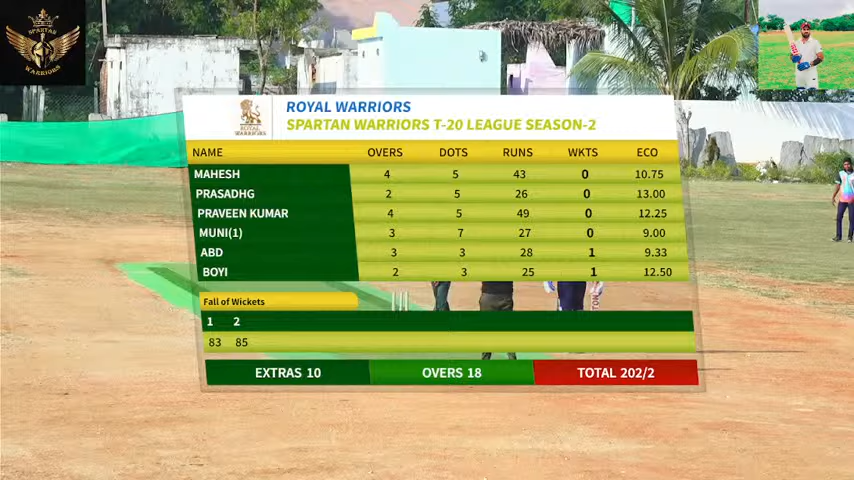 SPARTAN
WARRIORS
ROYAL WARRIORS
SPARTAN WARRIORS T-20 LEAGUE SEASON-2
ROYAL
WARRIORS
NAME OVERS DOTS RUNS WKTS ECO
MAHESH 4 5 43 0 10.75
PRASADHG 2 5 26 0 13.00
PRAVEEN KUMAR 4 5 49 0 12.25
MUNI(1) 3 7 27 0 9.00
ABD 3 3 28 1 9.33
BOYI 2 3 25 1 12.50
Fall of Wickets
1 2
83 85
EXTRAS 10 OVERS 18 TOTAL 202/2